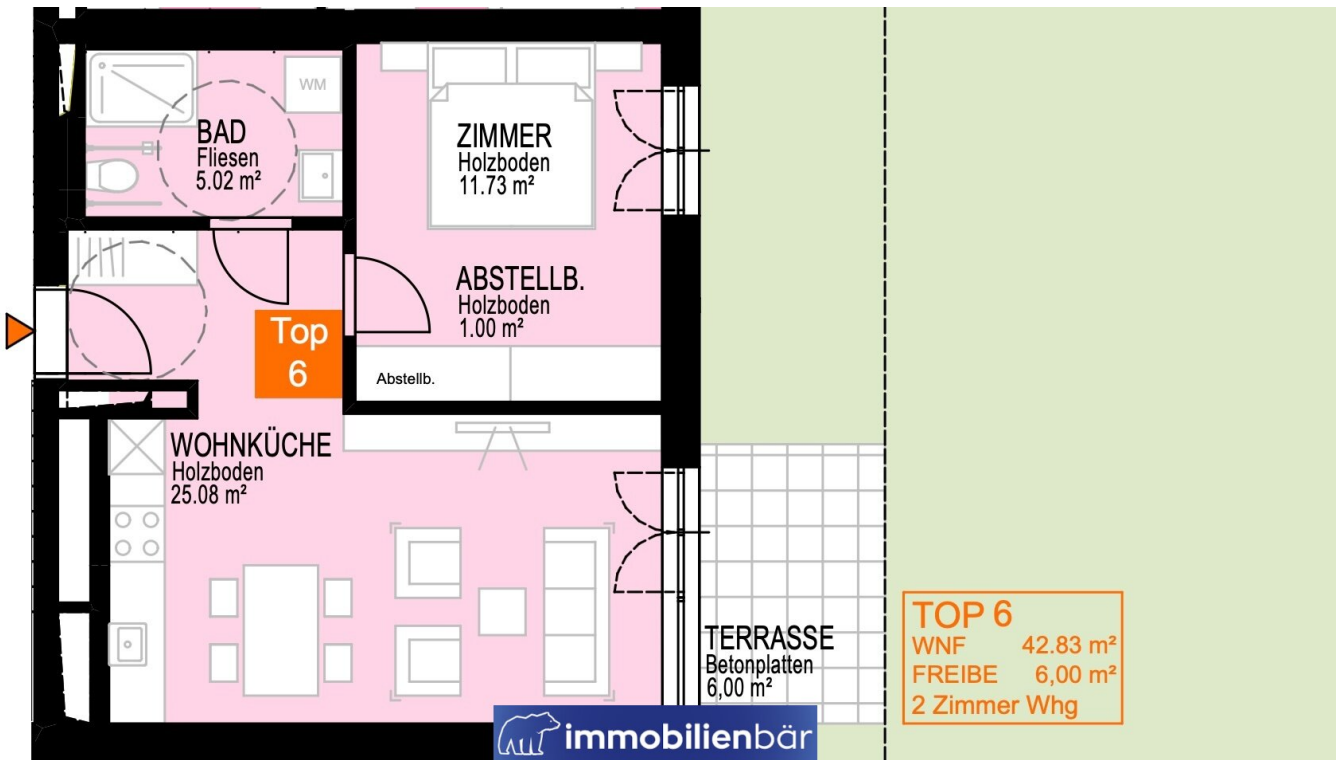 WM
BAD
Fliesen
5.02 m²
ZIMMER
Holzboden
11.73 m²
ABSTELLB.
Holzboden
1.00 m²
Top
6
Abstellb.
WOHNKÜCHE
Holzboden
25.08 m²
TERRASSE
Betonplatten
6,00 m²
TOP 6
WNF 42.83 m²
FREIBE 6,00 m²
2 Zimmer Whg
immobilienbär